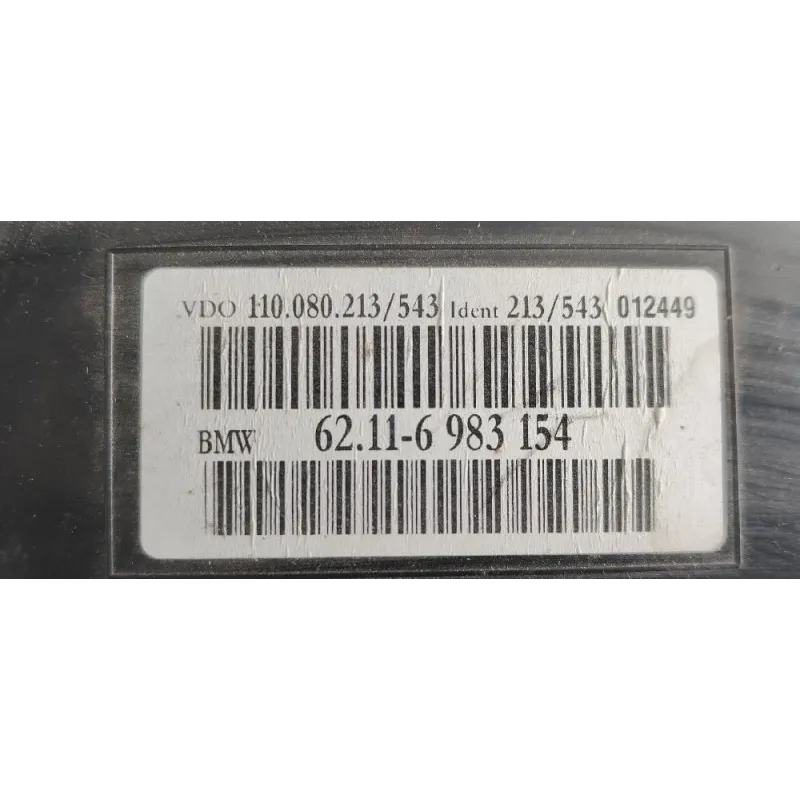 VDO 110.080.213/543 Ident 213/543 012449
BMW 62.11-6 983 154